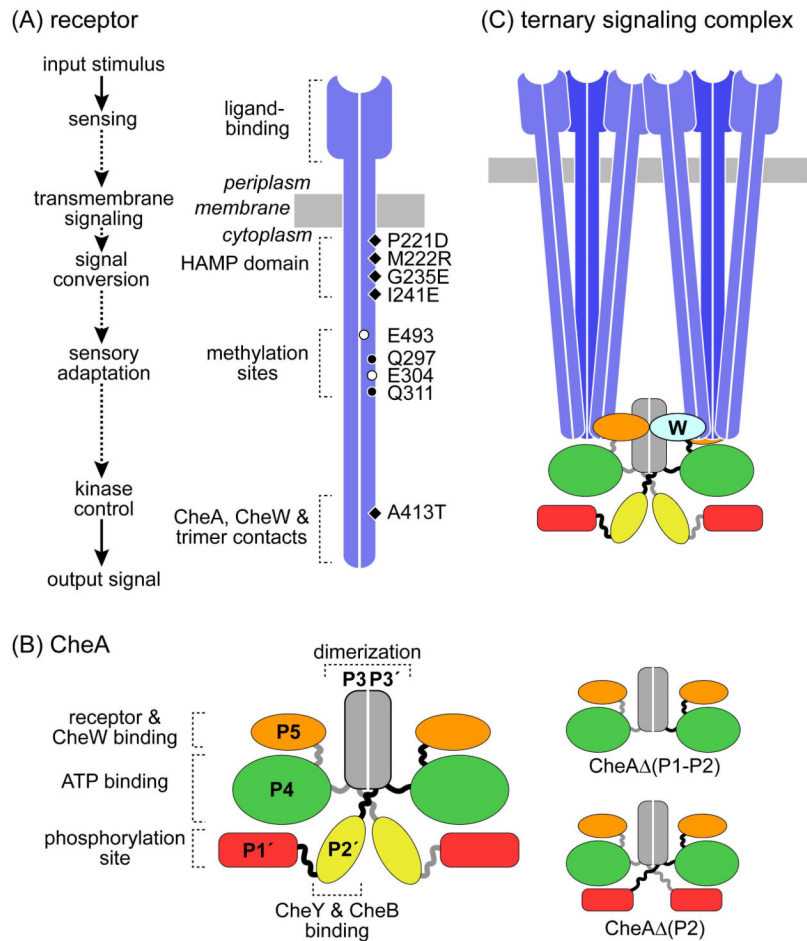 (A) receptor
input stimulus
sensing
transmembrane
signaling
signal
conversion
sensory
adaptation
kinase
control
output signal
ligand-
binding
periplasm
membrane
cytoplasm
HAMP domain
P221D
M222R
G235E
I241E
methylation
sites
E493
Q297
E304
Q311
CheA, CheW &
trimer contacts
A413T
(C) ternary signaling complex
W
(B) CheA
dimerization
P3 P3´
receptor &
CheW binding
P5
ATP binding
P4
phosphorylation
site
P1´
P2´
CheY & CheB
binding
CheAΔ(P1-P2)
CheAΔ(P2)